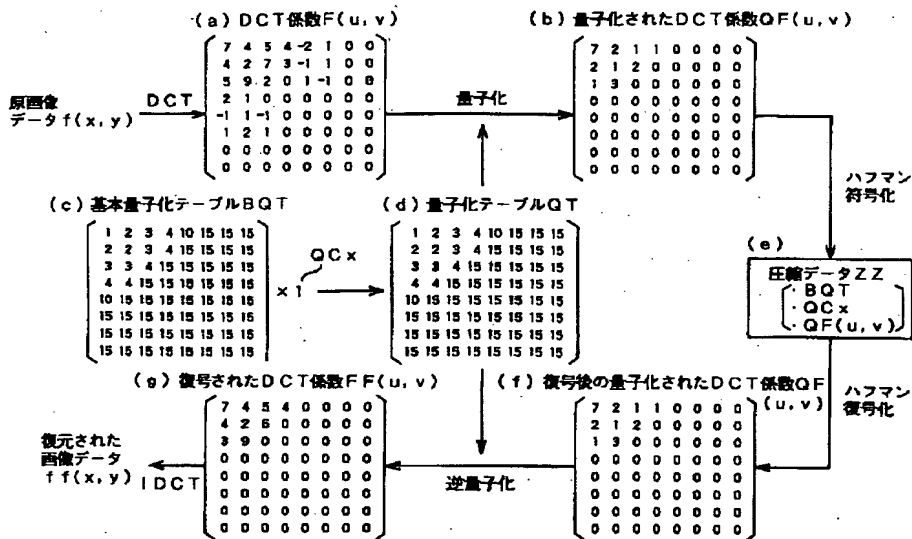 (a) DCT係数F(u, v)
7 4 5 4 -2 1 0 0
4 2 7 3 -1 1 0 0
5 9 2 0 1 -1 0 0
2 1 0 0 0 0 0 0
-1 1 -1 0 0 0 0 0
1 2 1 0 0 0 0 0
0 0 0 0 0 0 0 0
0 0 0 0 0 0 0 0
(b) 量子化されたDCT係数QF(u, v)
7 2 1 1 0 0 0 0
2 1 2 0 0 0 0 0
1 3 0 0 0 0 0 0
0 0 0 0 0 0 0 0
0 0 0 0 0 0 0 0
0 0 0 0 0 0 0 0
0 0 0 0 0 0 0 0
0 0 0 0 0 0 0 0
原画像
データf(x, y)
DCT
量子化
ハフマン
符号化
(c) 基本量子化テーブルBQT
1 2 3 4 10 15 15 15
2 2 3 4 15 15 15 15
3 3 4 15 15 15 15 15
4 4 15 15 15 15 15 15
10 15 15 15 15 15 15 15
15 15 15 15 15 15 15 15
15 15 15 15 15 15 15 15
15 15 15 15 15 15 15 15
QCx
×1
(d) 量子化テーブルQT
1 2 3 4 10 15 15 15
2 2 3 4 15 15 15 15
3 3 4 15 15 15 15 15
4 4 15 15 15 15 15 15
10 15 15 15 15 15 15 15
15 15 15 15 15 15 15 15
15 15 15 15 15 15 15 15
15 15 15 15 15 15 15 15
(e)
圧縮データZZ
・BQT
・QCx
・QF(u, v)
(g) 復号されたDCT係数FF(u, v)
7 4 5 4 0 0 0 0
4 2 6 0 0 0 0 0
3 9 0 0 0 0 0 0
0 0 0 0 0 0 0 0
0 0 0 0 0 0 0 0
0 0 0 0 0 0 0 0
0 0 0 0 0 0 0 0
0 0 0 0 0 0 0 0
(f) 復号後の量子化されたDCT係数QF
(u, v)
7 2 1 1 0 0 0 0
2 1 2 0 0 0 0 0
1 3 0 0 0 0 0 0
0 0 0 0 0 0 0 0
0 0 0 0 0 0 0 0
0 0 0 0 0 0 0 0
0 0 0 0 0 0 0 0
0 0 0 0 0 0 0 0
ハフマン
復号化
復元された
画像データ
ff(x, y)
IDCT
逆量子化